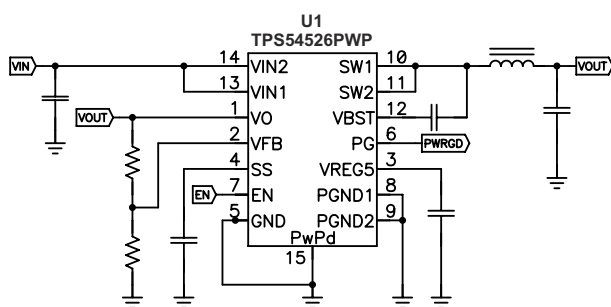 U1
TPS54526PWP
VIN
14 VIN2 SW1 10
13 VIN1 SW2 11
VOUT
VOUT 1 VO VBST 12
2 VFB PG 6 PWRGD
4 SS VREG5 3
EN 7 EN PGND1 8
5 GND PGND2 9
PwPd
15